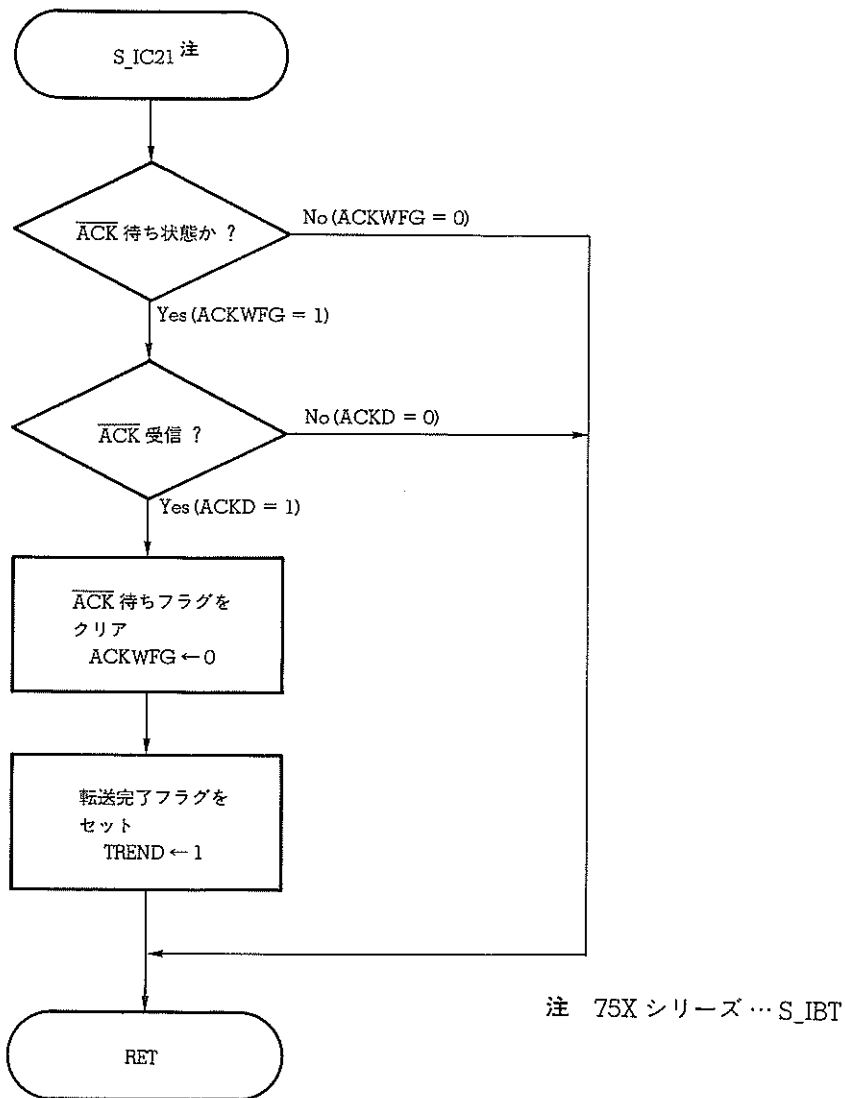 S_IC21 注
ACK 待ち状態か ?
No (ACKWFG = 0)
Yes (ACKWFG = 1)
ACK 受信 ?
No (ACKD = 0)
Yes (ACKD = 1)
ACK 待ちフラグを
クリア
ACKWFG ← 0
転送完了フラグを
セット
TREND ← 1
注 75X シリーズ … S_IBT
RET